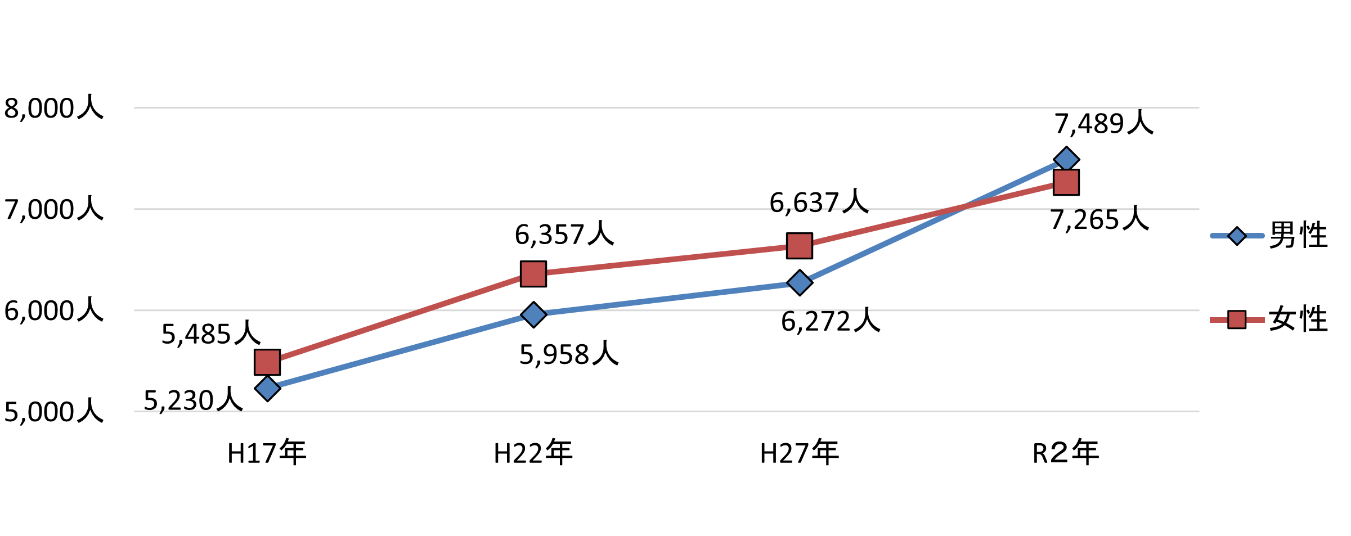 8,000人
7,489人
7,000人
6,637人
7,265人
6,357人
男性
6,000人
6,272人
女性
5,485人
5,958人
5,230人
5,000人
H17年
H22年
H27年
R２年